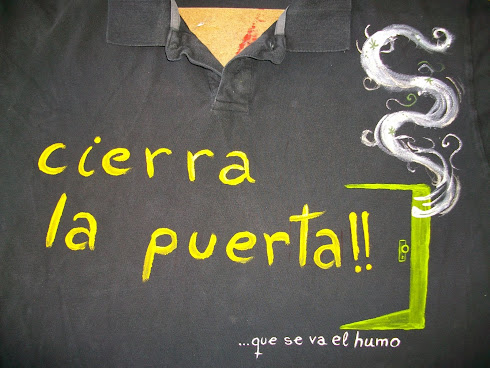 cierra
la puerta!!
...que se va el humo